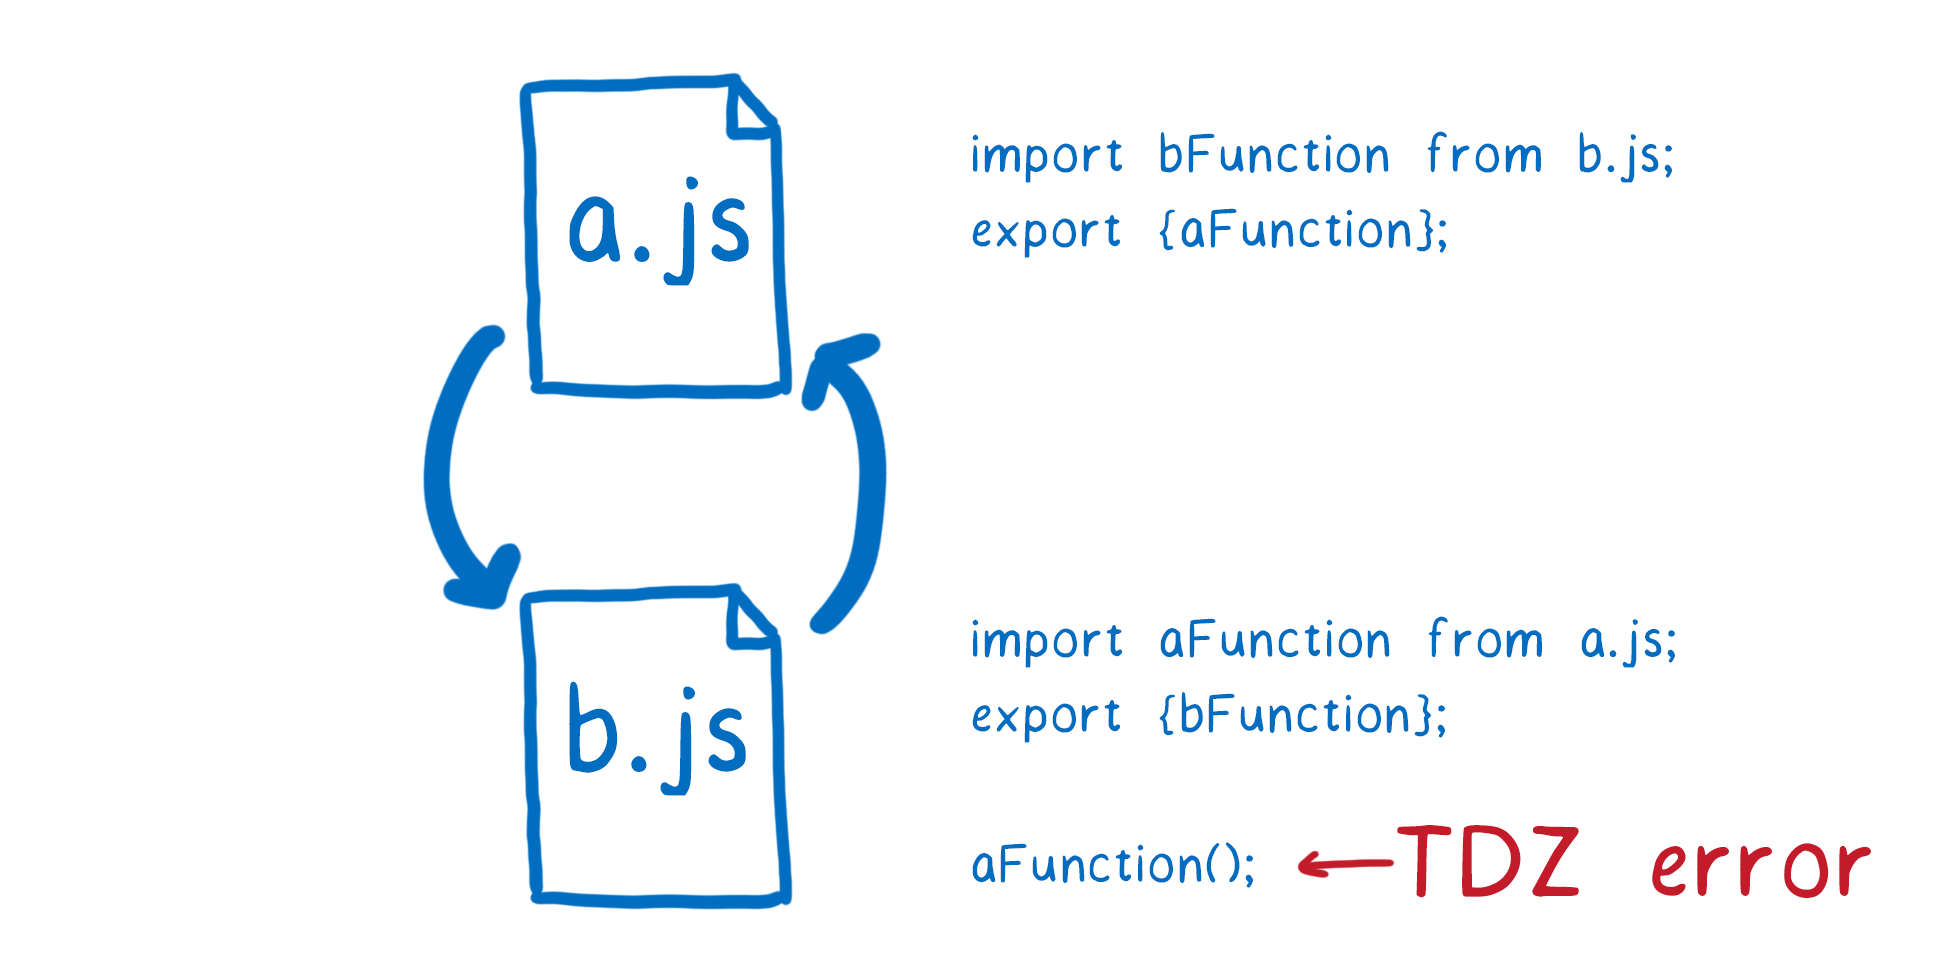 a.js
import bFunction from b.js;
export {aFunction};
b.js
import aFunction from a.js;
export {bFunction};
aFunction();
TDZ error